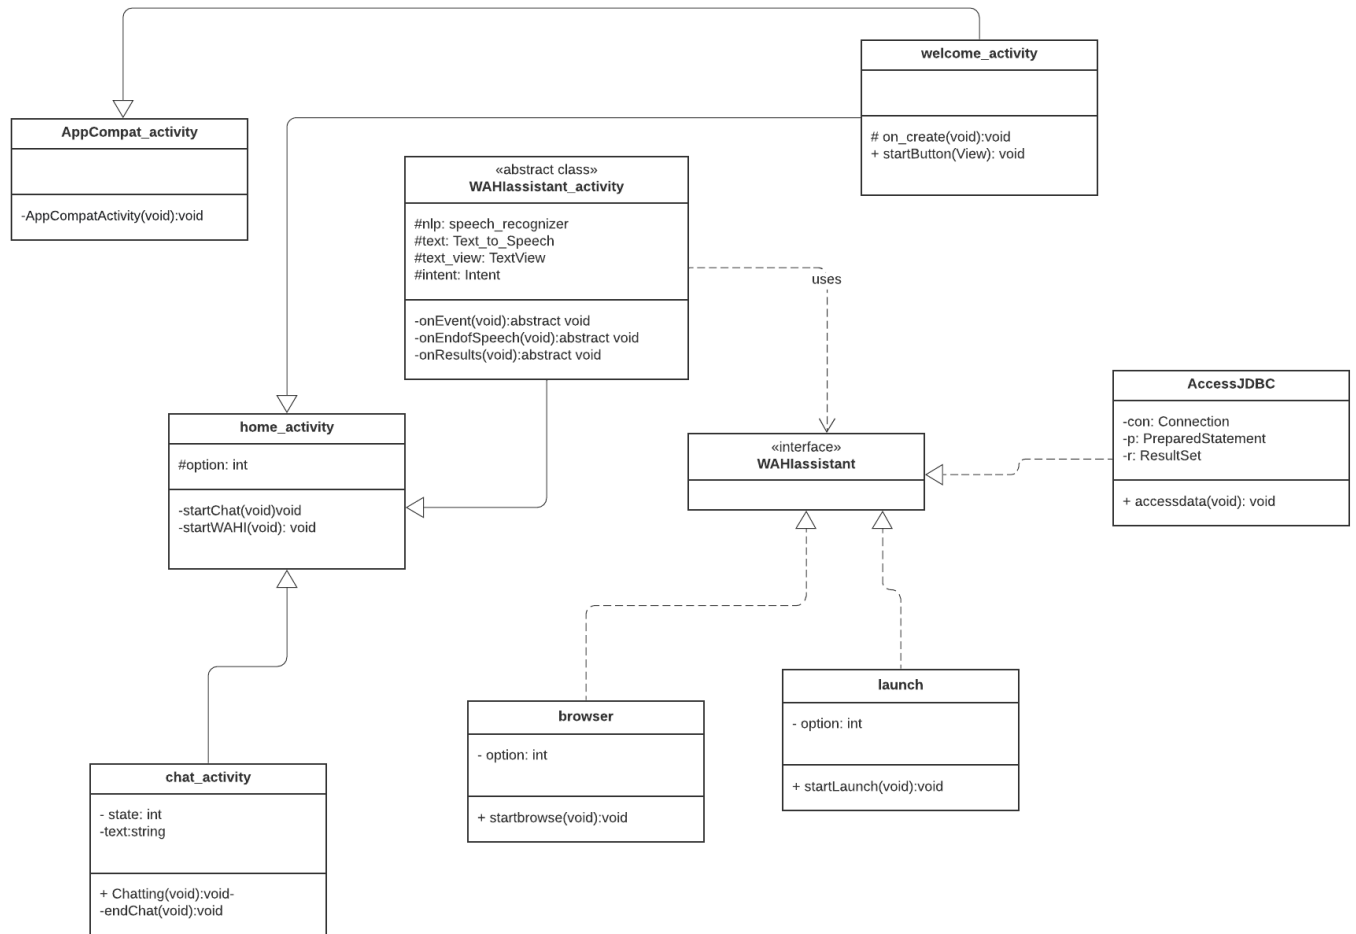 welcome_activity
# on_create(void):void
+ startButton(View): void
AppCompat_activity
-AppCompatActivity(void):void
«abstract class»
WAHIassistant_activity
#nlp: speech_recognizer
#text: Text_to_Speech
#text_view: TextView
#intent: Intent
-onEvent(void):abstract void
-onEndofSpeech(void):abstract void
-onResults(void):abstract void
uses
AccessJDBC
-con: Connection
-p: PreparedStatement
-r: ResultSet
+ accessdata(void): void
home_activity
#option: int
-startChat(void)void
-startWAHI(void): void
«interface»
WAHIassistant
launch
- option: int
+ startLaunch(void):void
browser
- option: int
+ startbrowse(void):void
chat_activity
- state: int
-text:string
+ Chatting(void):void-
-endChat(void):void